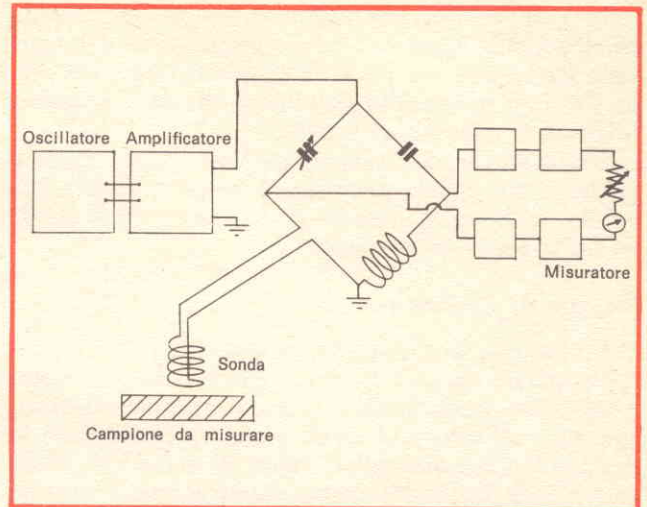 Oscillatore
Amplificatore
Misuratore
Sonda
Campione da misurare